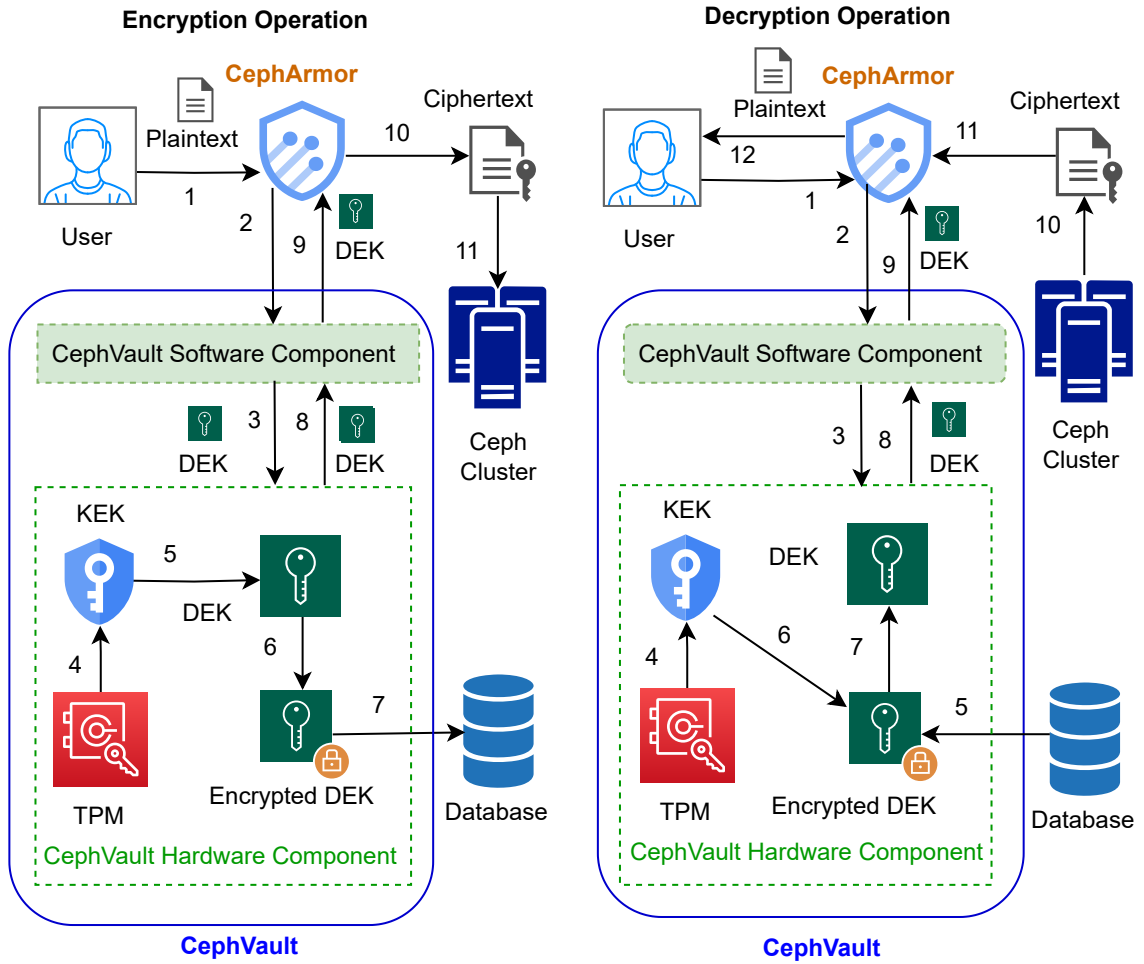 Encryption Operation
CephArmor
Plaintext
Ciphertext
10
1
User
2
9
DEK
11
CephVault Software Component
3
8
DEK
DEK
Ceph
Cluster
KEK
5
DEK
4
6
7
TPM
Encrypted DEK
Database
CephVault Hardware Component
CephVault
Decryption Operation
CephArmor
Plaintext
Ciphertext
11
12
1
User
2
9
DEK
10
CephVault Software Component
3
8
DEK
Ceph
Cluster
KEK
DEK
6
4
7
5
TPM
Encrypted DEK
Database
CephVault Hardware Component
CephVault